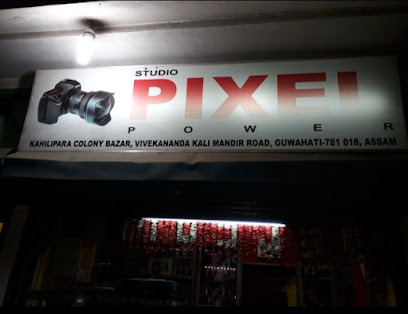 STUDIO
PIXEL
POWER
KAHILIPARA COLONY BAZAR, VIVEKANANDA KALI MANDIR ROAD, GUWAHATI-781 018, ASSAM